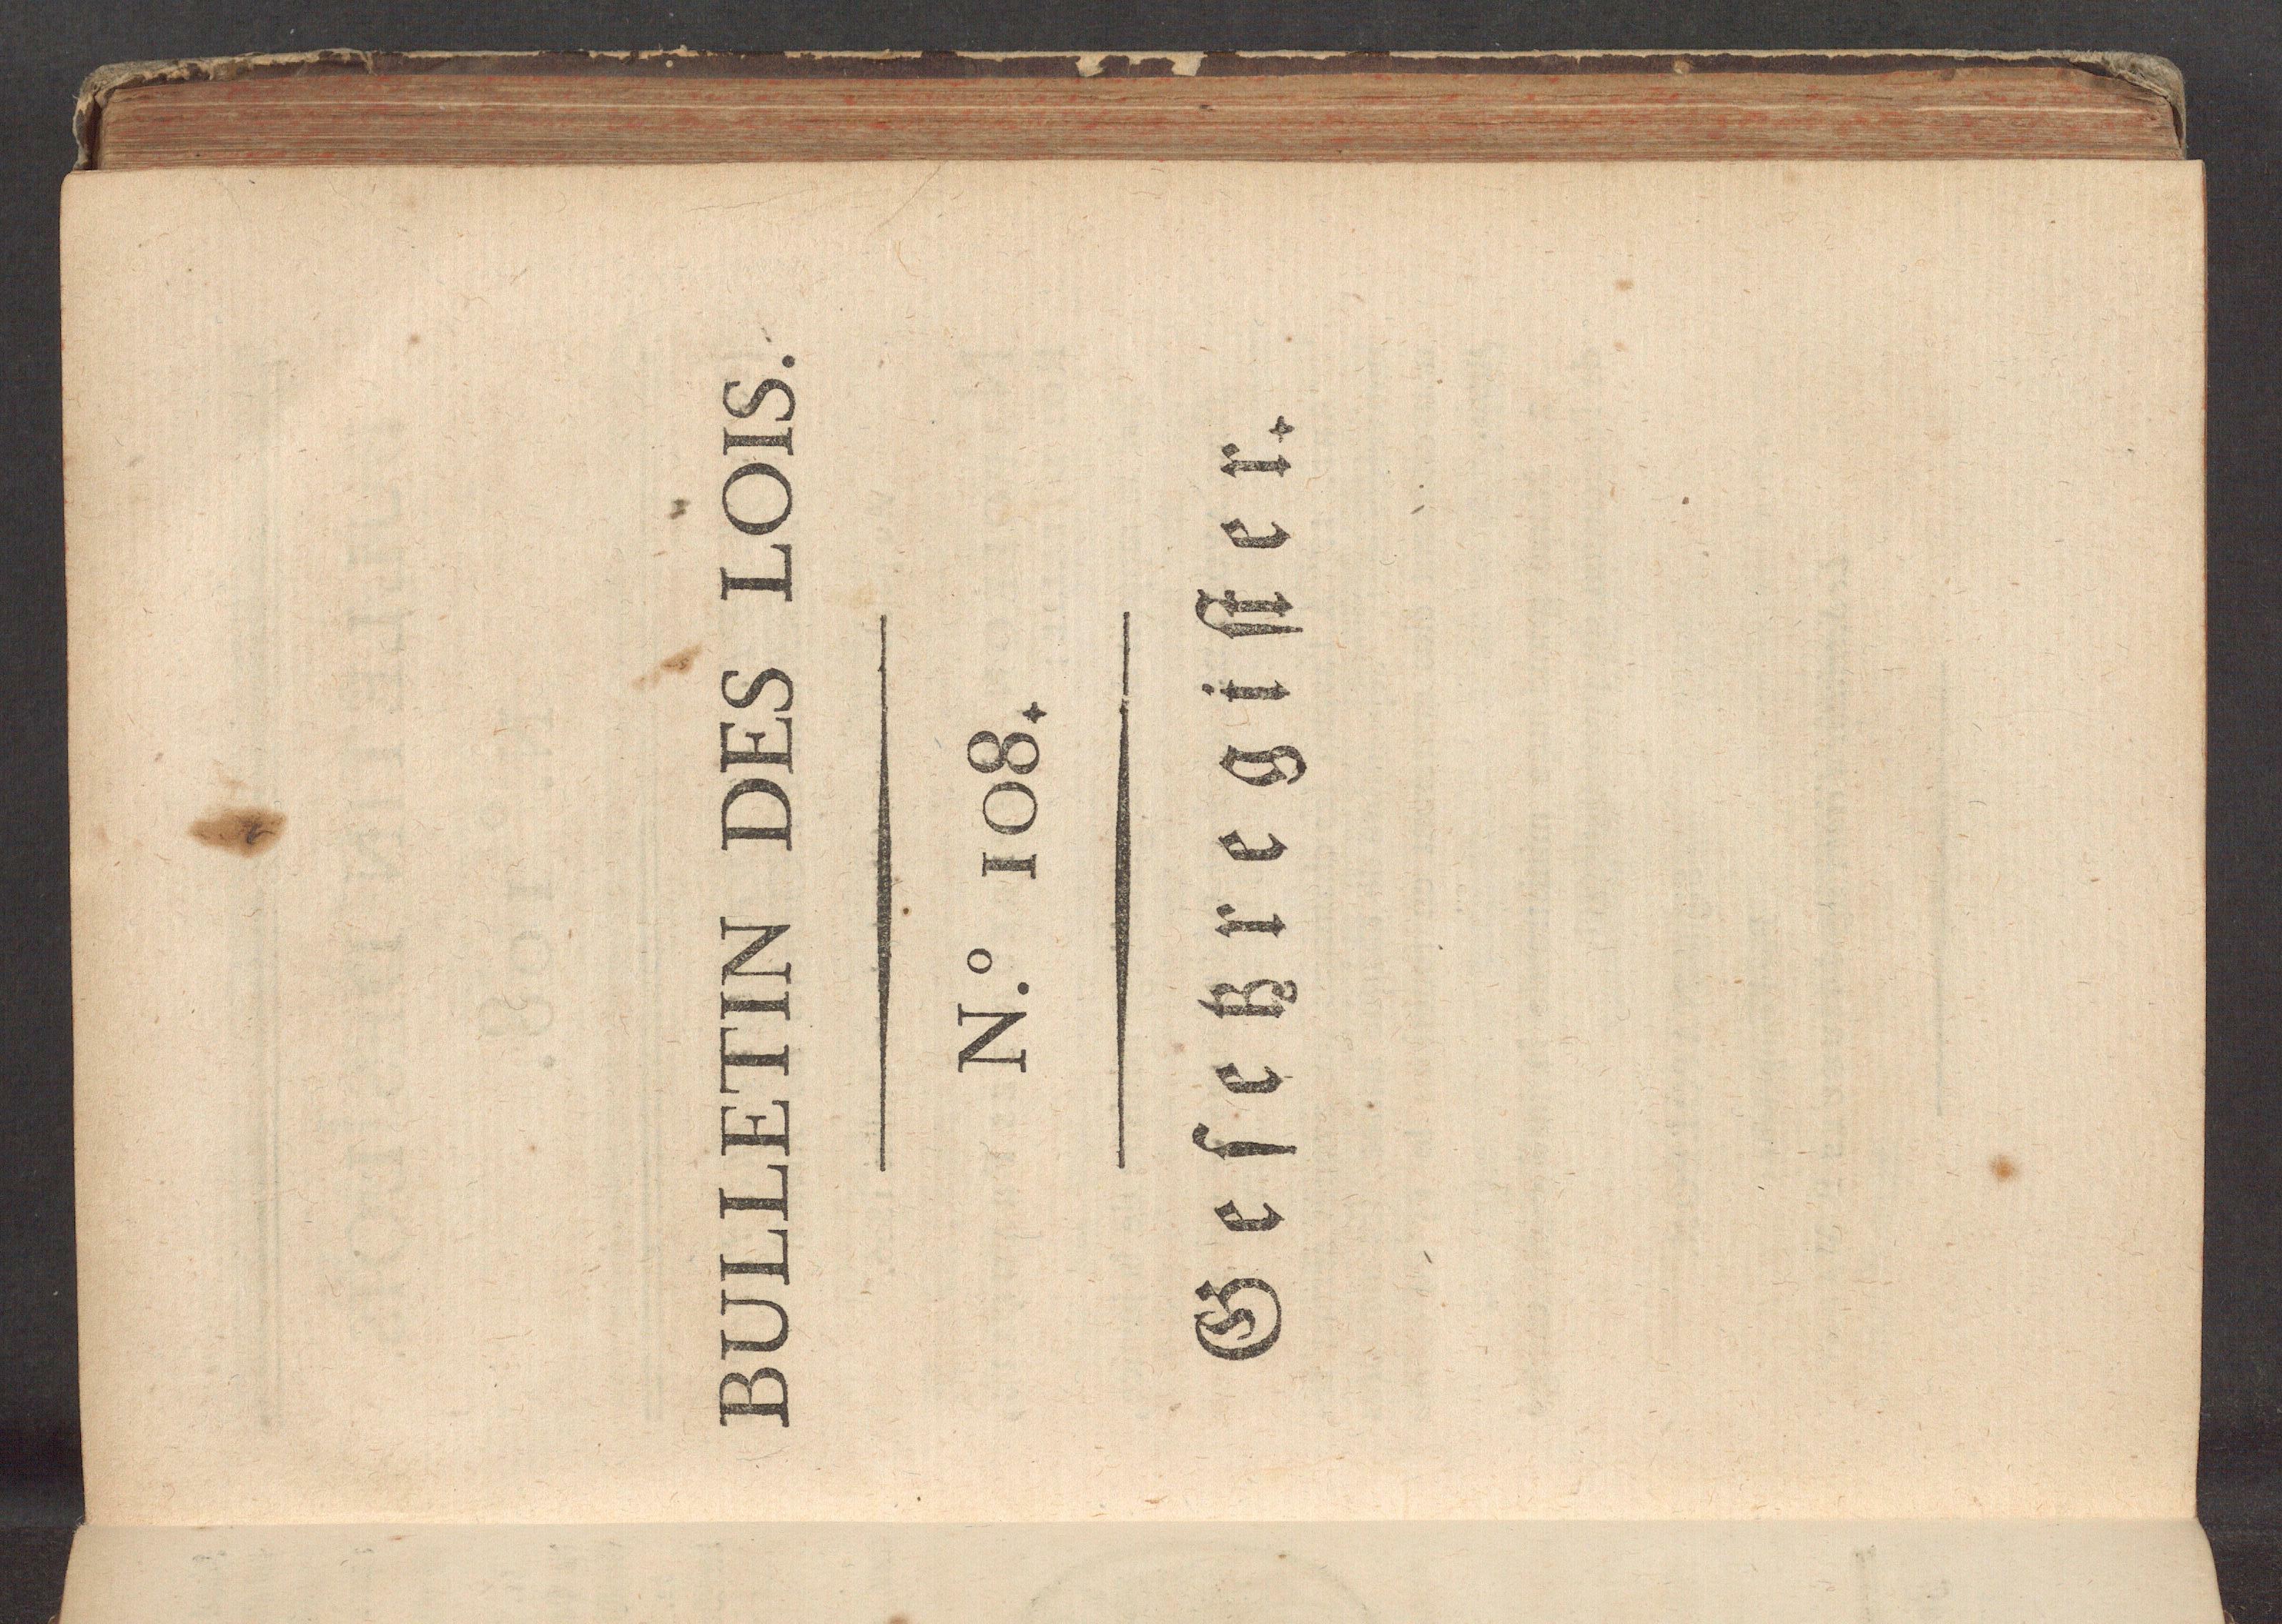 BULLETIN DES LOIS.
N.º 108.
Geſetzregiſter.